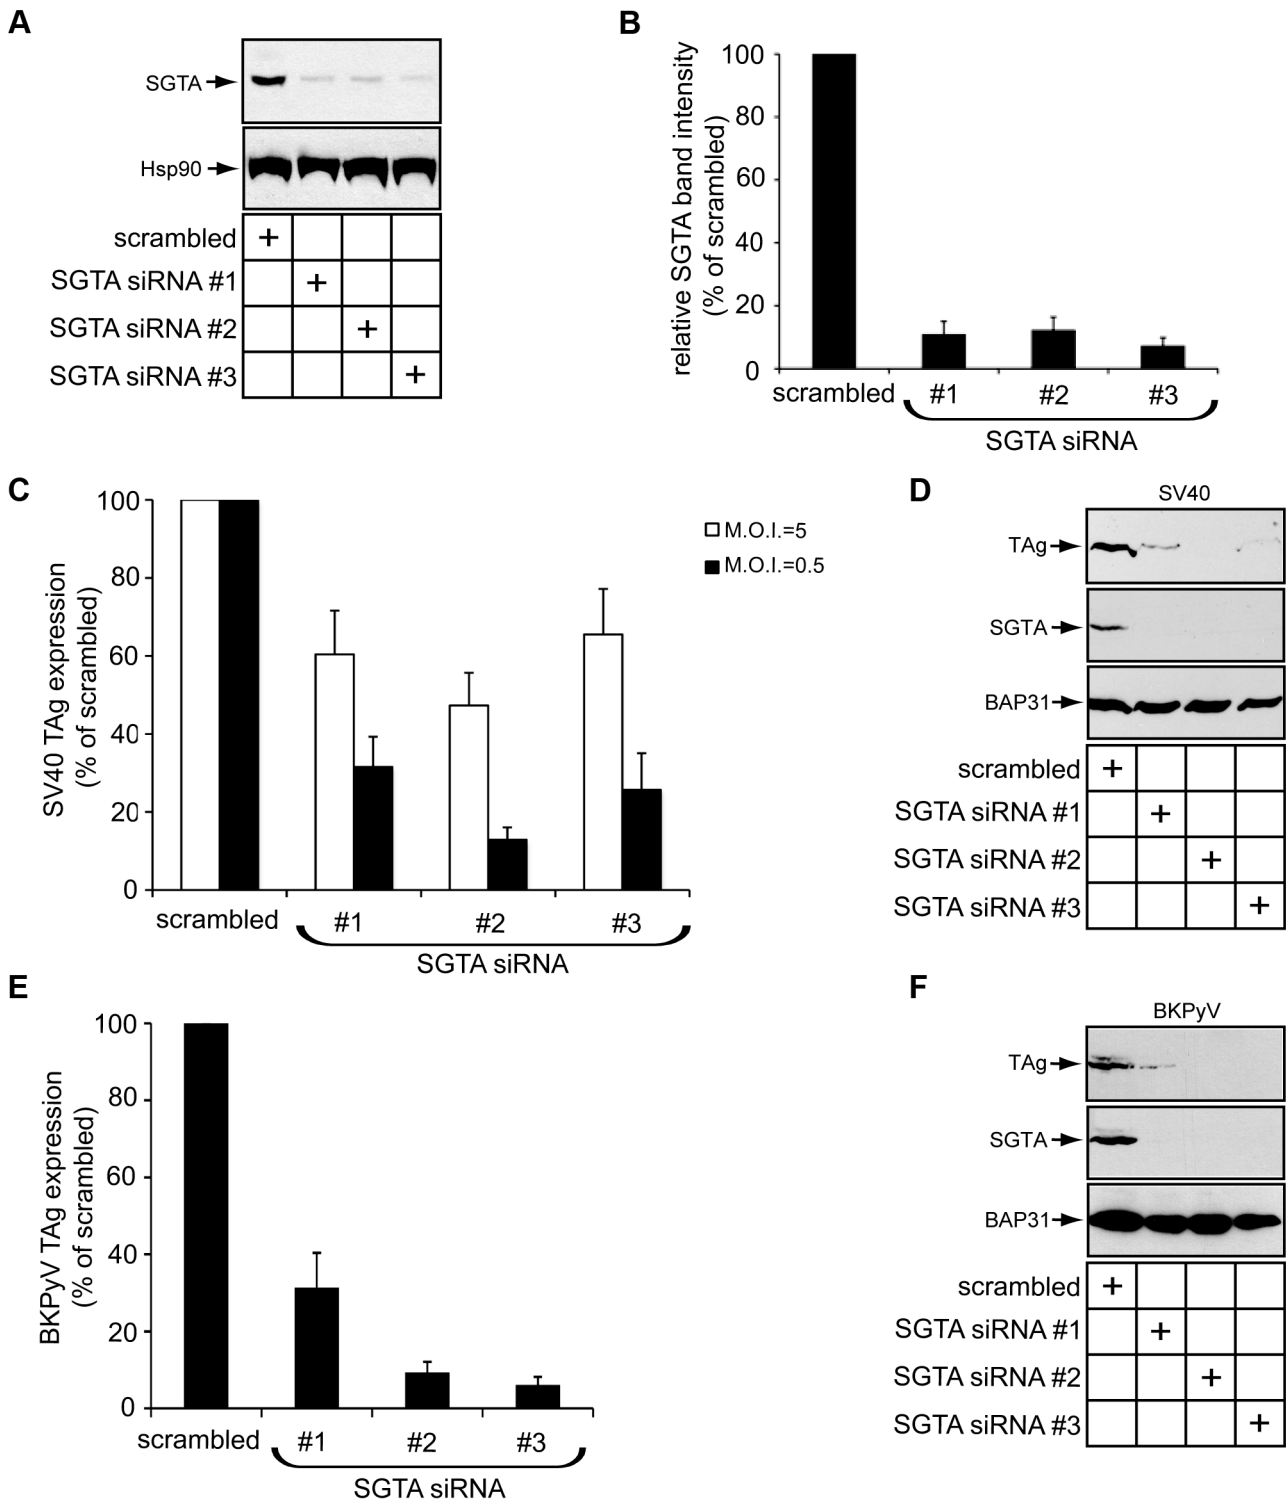 A
SGTA
Hsp90
scrambled +
SGTA siRNA #1 +
SGTA siRNA #2 +
SGTA siRNA #3 +
B
relative SGTA band intensity
(% of scrambled)
100
80
60
40
20
0
scrambled #1 #2 #3
SGTA siRNA
C
SV40 TAg expression
(% of scrambled)
100
80
60
40
20
0
scrambled #1 #2 #3
SGTA siRNA
M.O.I.=5
M.O.I.=0.5
D
SV40
TAg
SGTA
BAP31
scrambled +
SGTA siRNA #1 +
SGTA siRNA #2 +
SGTA siRNA #3 +
E
BKPyV TAg expression
(% of scrambled)
100
80
60
40
20
0
scrambled #1 #2 #3
SGTA siRNA
F
BKPyV
TAg
SGTA
BAP31
scrambled +
SGTA siRNA #1 +
SGTA siRNA #2 +
SGTA siRNA #3 +